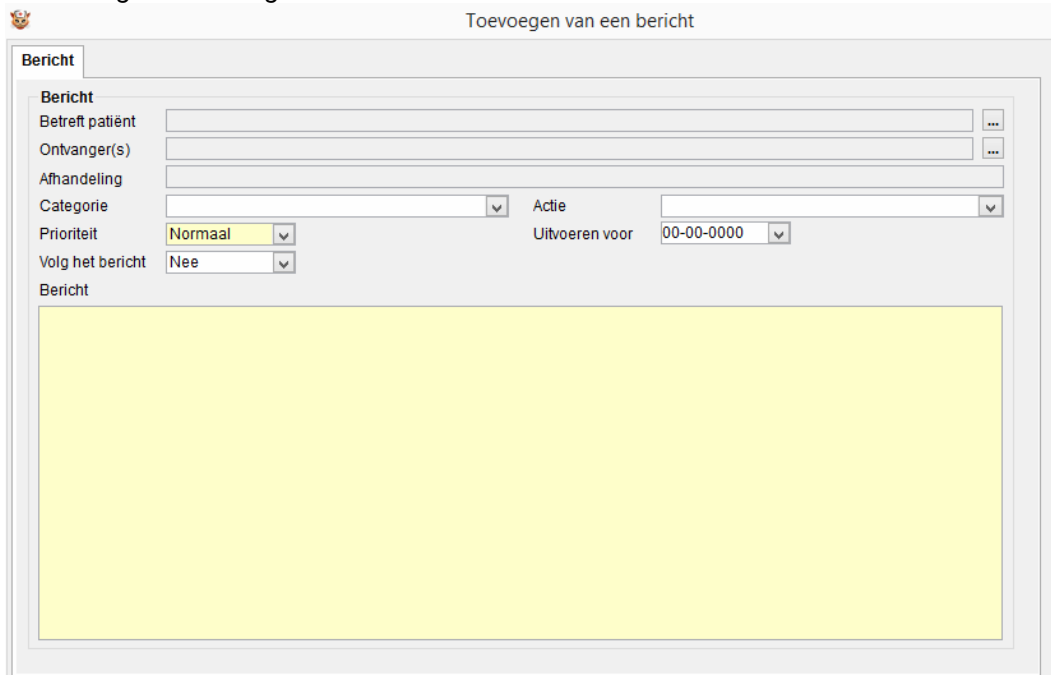 Toevoegen van een bericht
Bericht
Bericht
Betreft patiënt ...
Ontvanger(s) ...
Afhandeling
Categorie Actie
Prioriteit Normaal Uitvoeren voor 00-00-0000
Volg het bericht Nee
Bericht